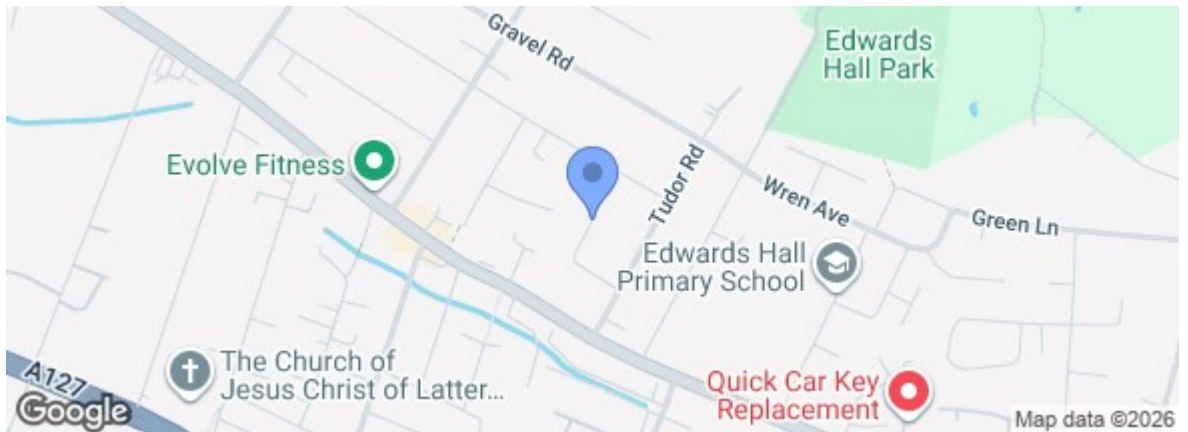 Gravel Rd
Edwards
Hall Park
Evolve Fitness
Tudor Rd
Wren Ave
Green Ln
Edwards Hall
Primary School
The Church of
Jesus Christ of Latter...
A127
Quick Car Key
Replacement
Google
Map data ©2026